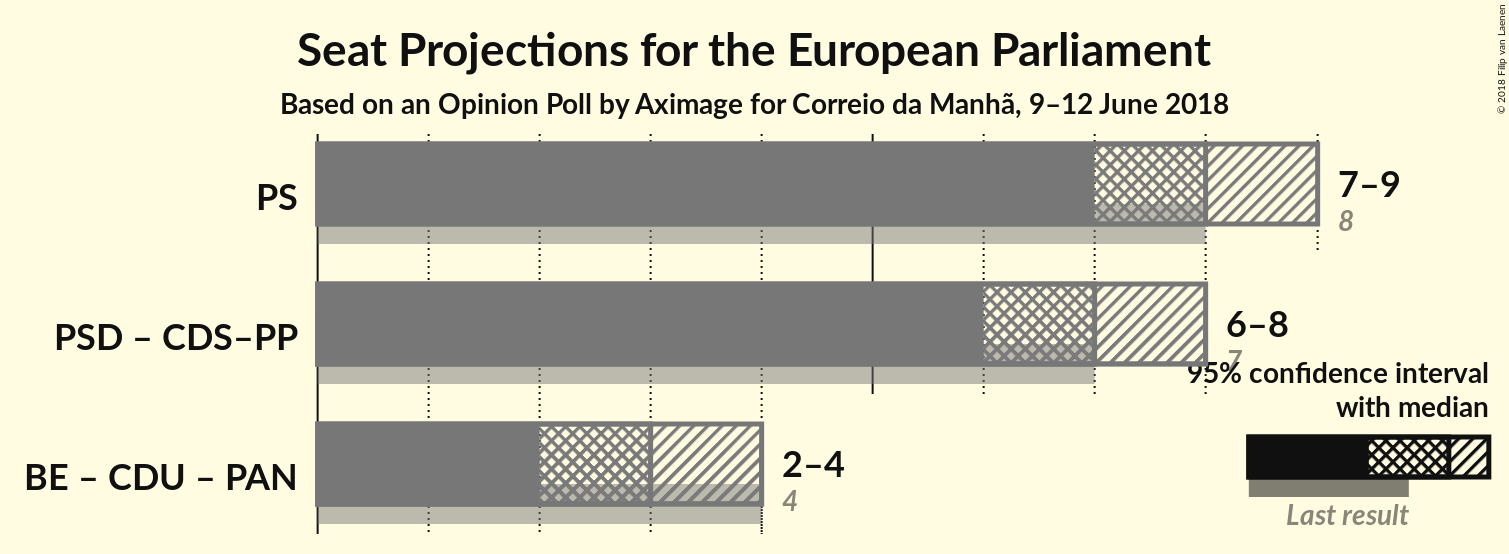 Seat Projections for the European Parliament
Based on an Opinion Poll by Aximage for Correio da Manhã, 9–12 June 2018
© 2018 Filip van Laenen
PS
7–9
8
PSD – CDS–PP
6–8
7
95% confidence interval
with median
BE – CDU – PAN
2–4
4
Last result